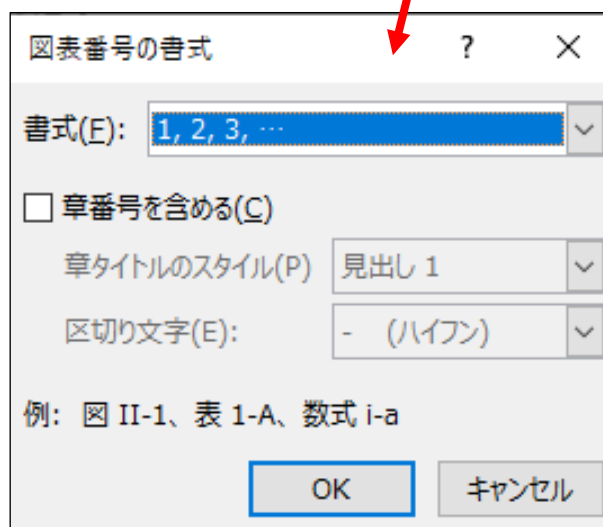 図表番号の書式 ? ×
書式(F): 1, 2, 3, …
章番号を含める(C)
章タイトルのスタイル(P) 見出し 1
区切り文字(E): - (ハイフン)
例: 図 II-1、表 1-A、数式 i-a
OK キャンセル